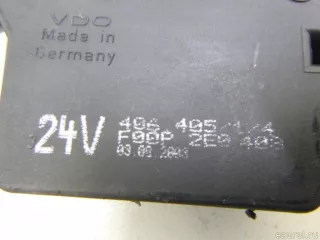 VDO
Made in
Germany
24V
406 405/1/4
F00P 2E0 403
03.09.2003